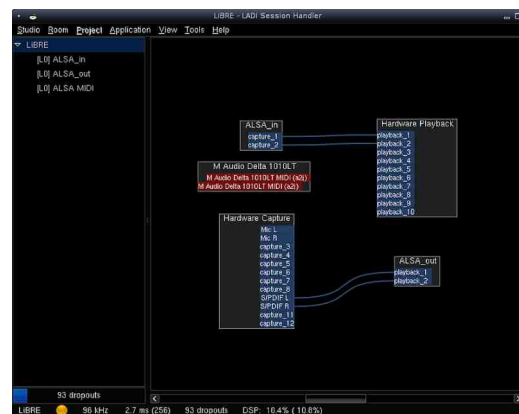 LiBRE - LADI Session Handler
Studio Room Project Application View Tools Help
LiBRE
[L0] ALSA_in
[L0] ALSA_out
[L0] ALSA MIDI
ALSA_in
capture_1
capture_2
Hardware Playback
playback_1
playback_2
playback_3
playback_4
playback_5
playback_6
playback_7
playback_8
playback_9
playback_10
M Audio Delta 1010LT
M Audio Delta 1010LT MIDI (a2j)
M Audio Delta 1010LT MIDI (a2j)
Hardware Capture
Mic L
Mic R
capture_3
capture_4
capture_5
capture_6
capture_7
capture_8
S/PDIF L
S/PDIF R
capture_11
capture_12
ALSA_out
playback_1
playback_2
93 dropouts
LiBRE 96 kHz 2.7 ms (256) 93 dropouts DSP: 10.4% ( 10.8%)